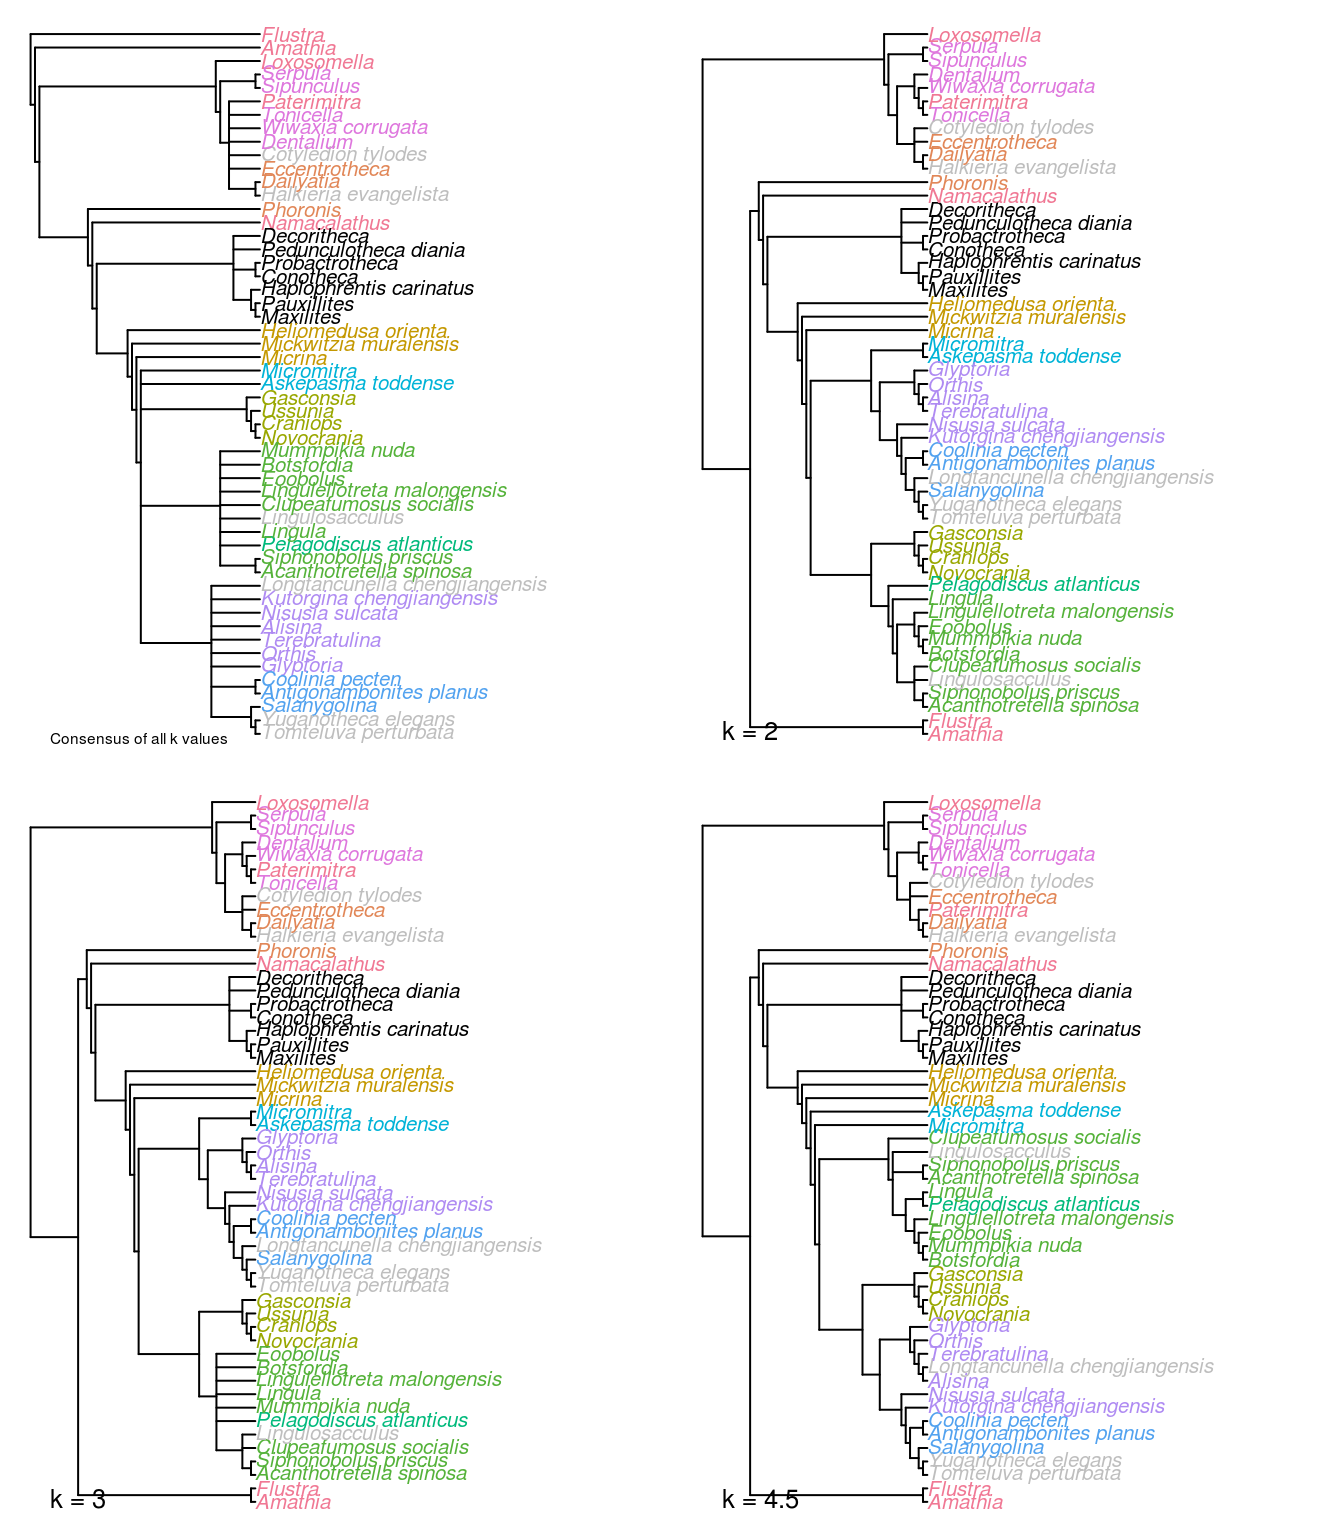 Flustra
Amathia
Loxosomella
Serpula
Sipunculus
Paterimitra
Tonicella
Wiwaxia corrugata
Dentalium
Cotyledion tylodes
Eccentrotheca
Dailyatia
Halkieria evangelista
Phoronis
Namacalathus
Decoritheca
Pedunculotheca diania
Probactrotheca
Conotheca
Haplophrentis carinatus
Pauxillites
Maxilites
Heliomedusa orienta
Mickwitzia muralensis
Micrina
Micromitra
Askepasma toddense
Gasconsia
Ussunia
Craniops
Novocrania
Mummpikia nuda
Botsfordia
Eoobolus
Lingulellotreta malongensis
Clupeafumosus socialis
Lingulosacculus
Lingula
Pelagodiscus atlanticus
Siphonobolus priscus
Acanthotretella spinosa
Longtancunella chengjiangensis
Kutorgina chengjiangensis
Nisusia sulcata
Alisina
Terebratulina
Orthis
Glyptoria
Coolinia pecten
Antigonambonites planus
Salanygolina
Yuganotheca elegans
Tomteluva perturbata
Consensus of all k values
Loxosomella
Serpula
Sipunculus
Dentalium
Wiwaxia corrugata
Paterimitra
Tonicella
Cotyledion tylodes
Eccentrotheca
Dailyatia
Halkieria evangelista
Phoronis
Namacalathus
Decoritheca
Pedunculotheca diania
Probactrotheca
Conotheca
Haplophrentis carinatus
Pauxillites
Maxilites
Heliomedusa orienta
Mickwitzia muralensis
Micrina
Micromitra
Askepasma toddense
Glyptoria
Orthis
Alisina
Terebratulina
Nisusia sulcata
Kutorgina chengjiangensis
Coolinia pecten
Antigonambonites planus
Longtancunella chengjiangensis
Salanygolina
Yuganotheca elegans
Tomteluva perturbata
Gasconsia
Ussunia
Craniops
Novocrania
Pelagodiscus atlanticus
Lingula
Lingulellotreta malongensis
Eoobolus
Mummpikia nuda
Botsfordia
Clupeafumosus socialis
Lingulosacculus
Siphonobolus priscus
Acanthotretella spinosa
Flustra
Amathia
k = 2
Loxosomella
Serpula
Sipunculus
Dentalium
Wiwaxia corrugata
Paterimitra
Tonicella
Cotyledion tylodes
Eccentrotheca
Dailyatia
Halkieria evangelista
Phoronis
Namacalathus
Decoritheca
Pedunculotheca diania
Probactrotheca
Conotheca
Haplophrentis carinatus
Pauxillites
Maxilites
Heliomedusa orienta
Mickwitzia muralensis
Micrina
Micromitra
Askepasma toddense
Glyptoria
Orthis
Alisina
Terebratulina
Nisusia sulcata
Kutorgina chengjiangensis
Coolinia pecten
Antigonambonites planus
Longtancunella chengjiangensis
Salanygolina
Yuganotheca elegans
Tomteluva perturbata
Gasconsia
Ussunia
Craniops
Novocrania
Eoobolus
Botsfordia
Lingulellotreta malongensis
Lingula
Mummpikia nuda
Pelagodiscus atlanticus
Lingulosacculus
Clupeafumosus socialis
Siphonobolus priscus
Acanthotretella spinosa
Flustra
Amathia
k = 3
Loxosomella
Serpula
Sipunculus
Dentalium
Wiwaxia corrugata
Tonicella
Cotyledion tylodes
Eccentrotheca
Paterimitra
Dailyatia
Halkieria evangelista
Phoronis
Namacalathus
Decoritheca
Pedunculotheca diania
Probactrotheca
Conotheca
Haplophrentis carinatus
Pauxillites
Maxilites
Heliomedusa orienta
Mickwitzia muralensis
Micrina
Askepasma toddense
Micromitra
Clupeafumosus socialis
Lingulosacculus
Siphonobolus priscus
Acanthotretella spinosa
Lingula
Pelagodiscus atlanticus
Lingulellotreta malongensis
Eoobolus
Mummpikia nuda
Botsfordia
Gasconsia
Ussunia
Craniops
Novocrania
Glyptoria
Orthis
Terebratulina
Longtancunella chengjiangensis
Alisina
Nisusia sulcata
Kutorgina chengjiangensis
Coolinia pecten
Antigonambonites planus
Salanygolina
Yuganotheca elegans
Tomteluva perturbata
Flustra
Amathia
k = 4.5